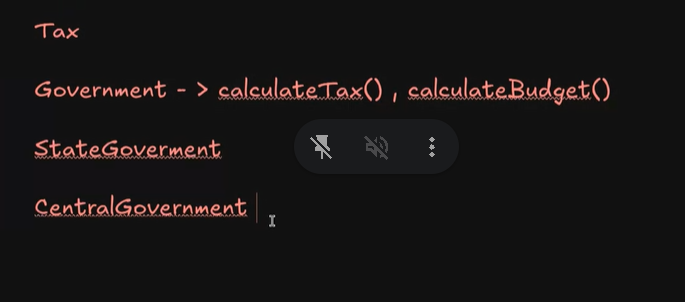 Tax
Government - > calculateTax() , calculateBudget()
StateGoverment
CentralGovernment